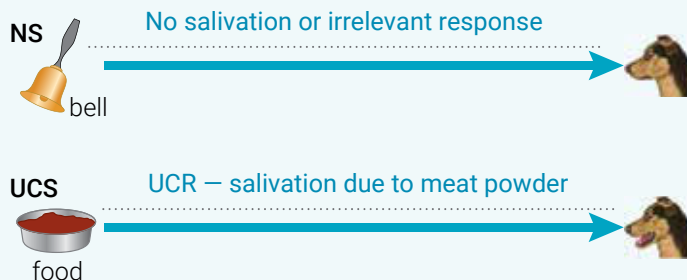 No salivation or irrelevant response
NS
bell
UCR — salivation due to meat powder
UCS
food